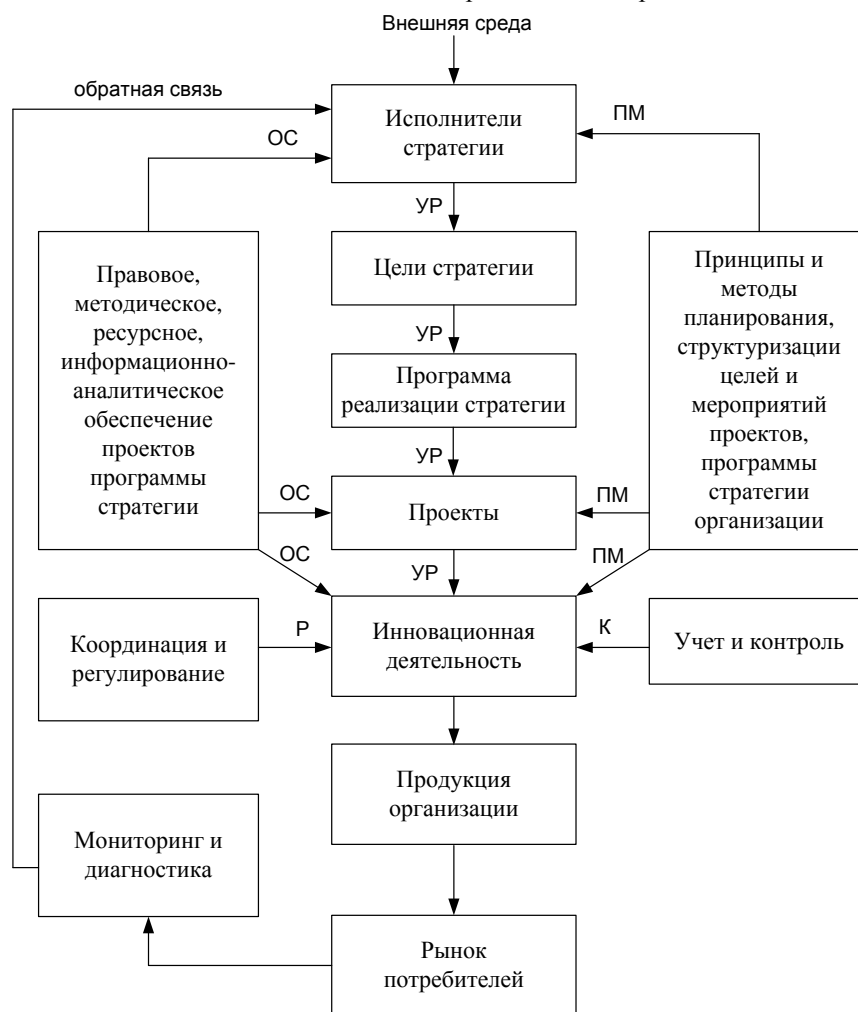 Внешняя среда
обратная связь
ОС
ПМ
Исполнители
стратегии
УР
Правовое,
методическое,
ресурсное,
информационно-
аналитическое
обеспечение
проектов
программы
стратегии
Цели стратегии
Принципы и
методы
планирования,
структуризации
целей и
мероприятий
проектов,
программы
стратегии
организации
УР
Программа
реализации стратегии
УР
ОС
Проекты
ПМ
ОС
УР
ПМ
Координация и
регулирование
Р
Инновационная
деятельность
К
Учет и контроль
Продукция
организации
Мониторинг и
диагностика
Рынок
потребителей